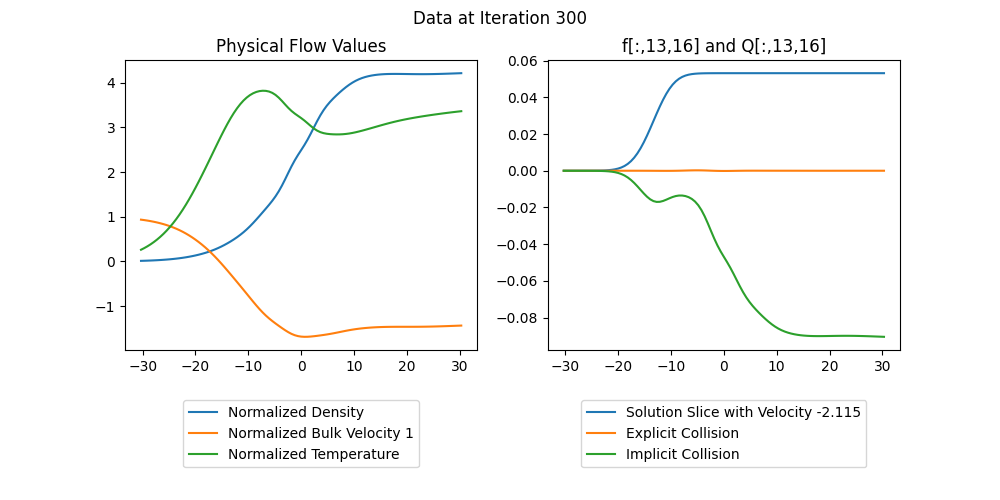 Data at Iteration 300
Physical Flow Values
4
3
2
1
0
−1
−30 −20 −10 0 10 20 30
Normalized Density
Normalized Bulk Velocity 1
Normalized Temperature
f[:,13,16] and Q[:,13,16]
0.06
0.04
0.02
0.00
−0.02
−0.04
−0.06
−0.08
−30 −20 −10 0 10 20 30
Solution Slice with Velocity -2.115
Explicit Collision
Implicit Collision